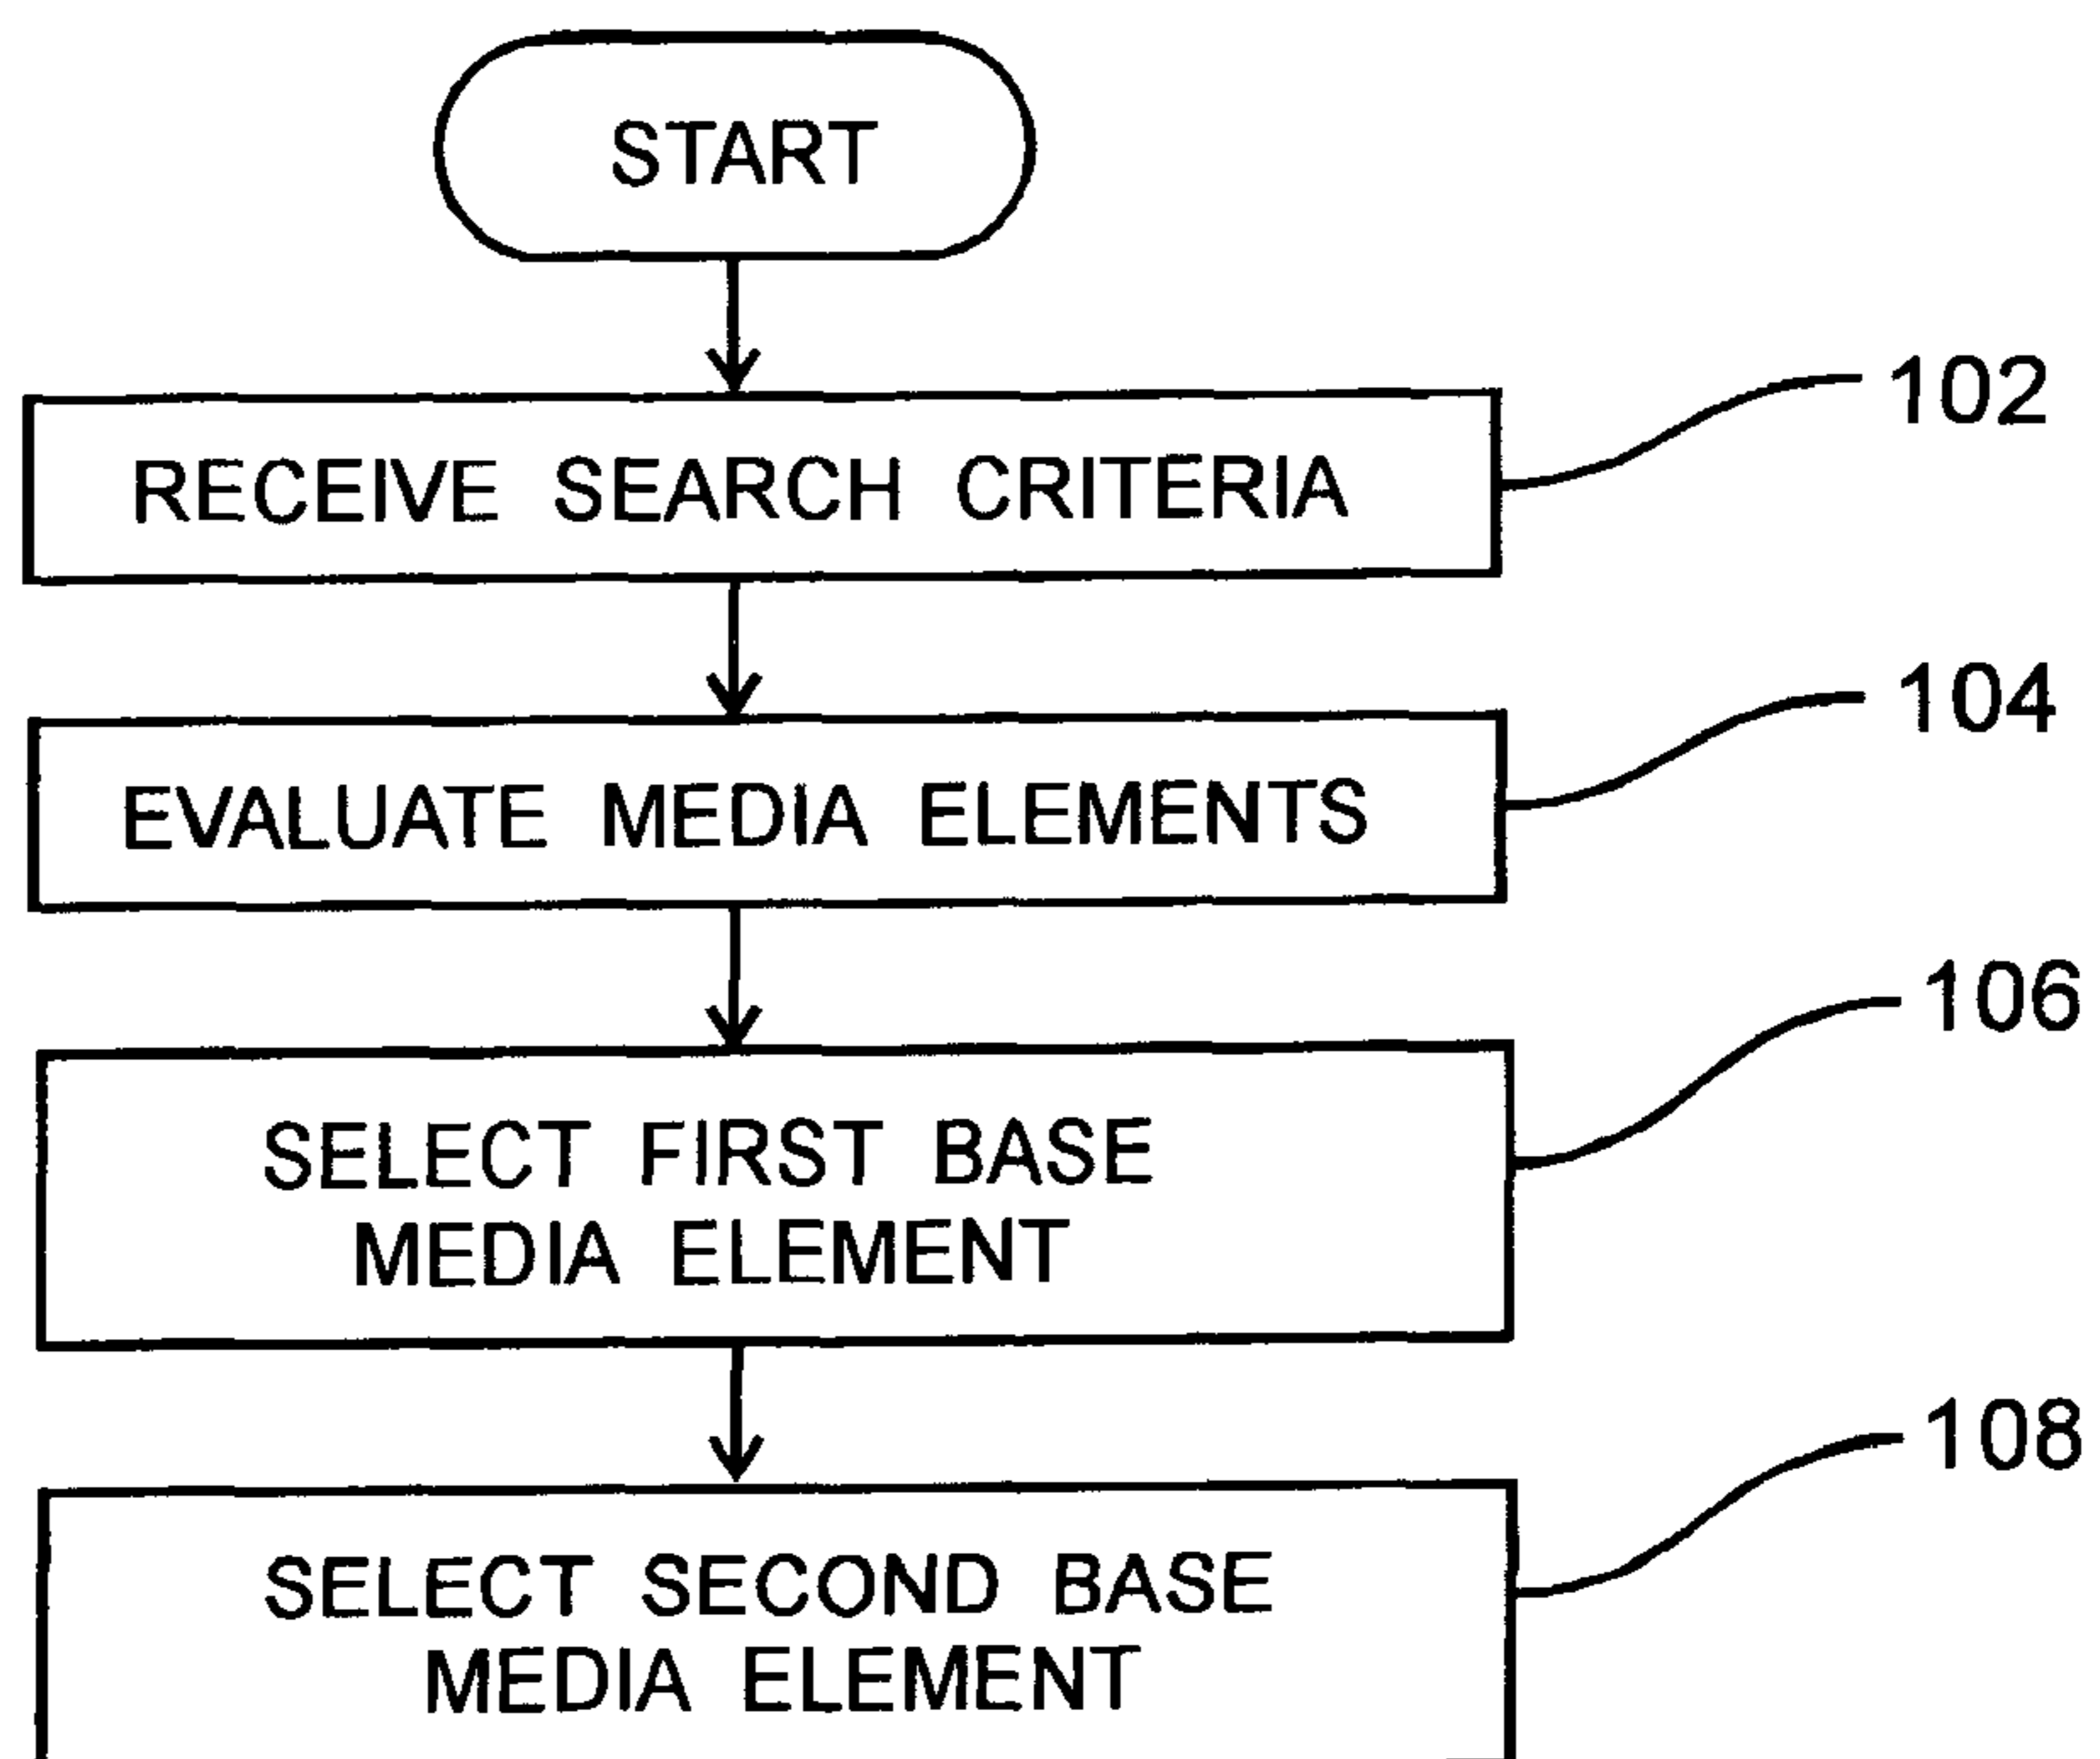 START
102
RECEIVE SEARCH CRITERIA
104
EVALUATE MEDIA ELEMENTS
106
SELECT FIRST BASE
MEDIA ELEMENT
108
SELECT SECOND BASE
MEDIA ELEMENT